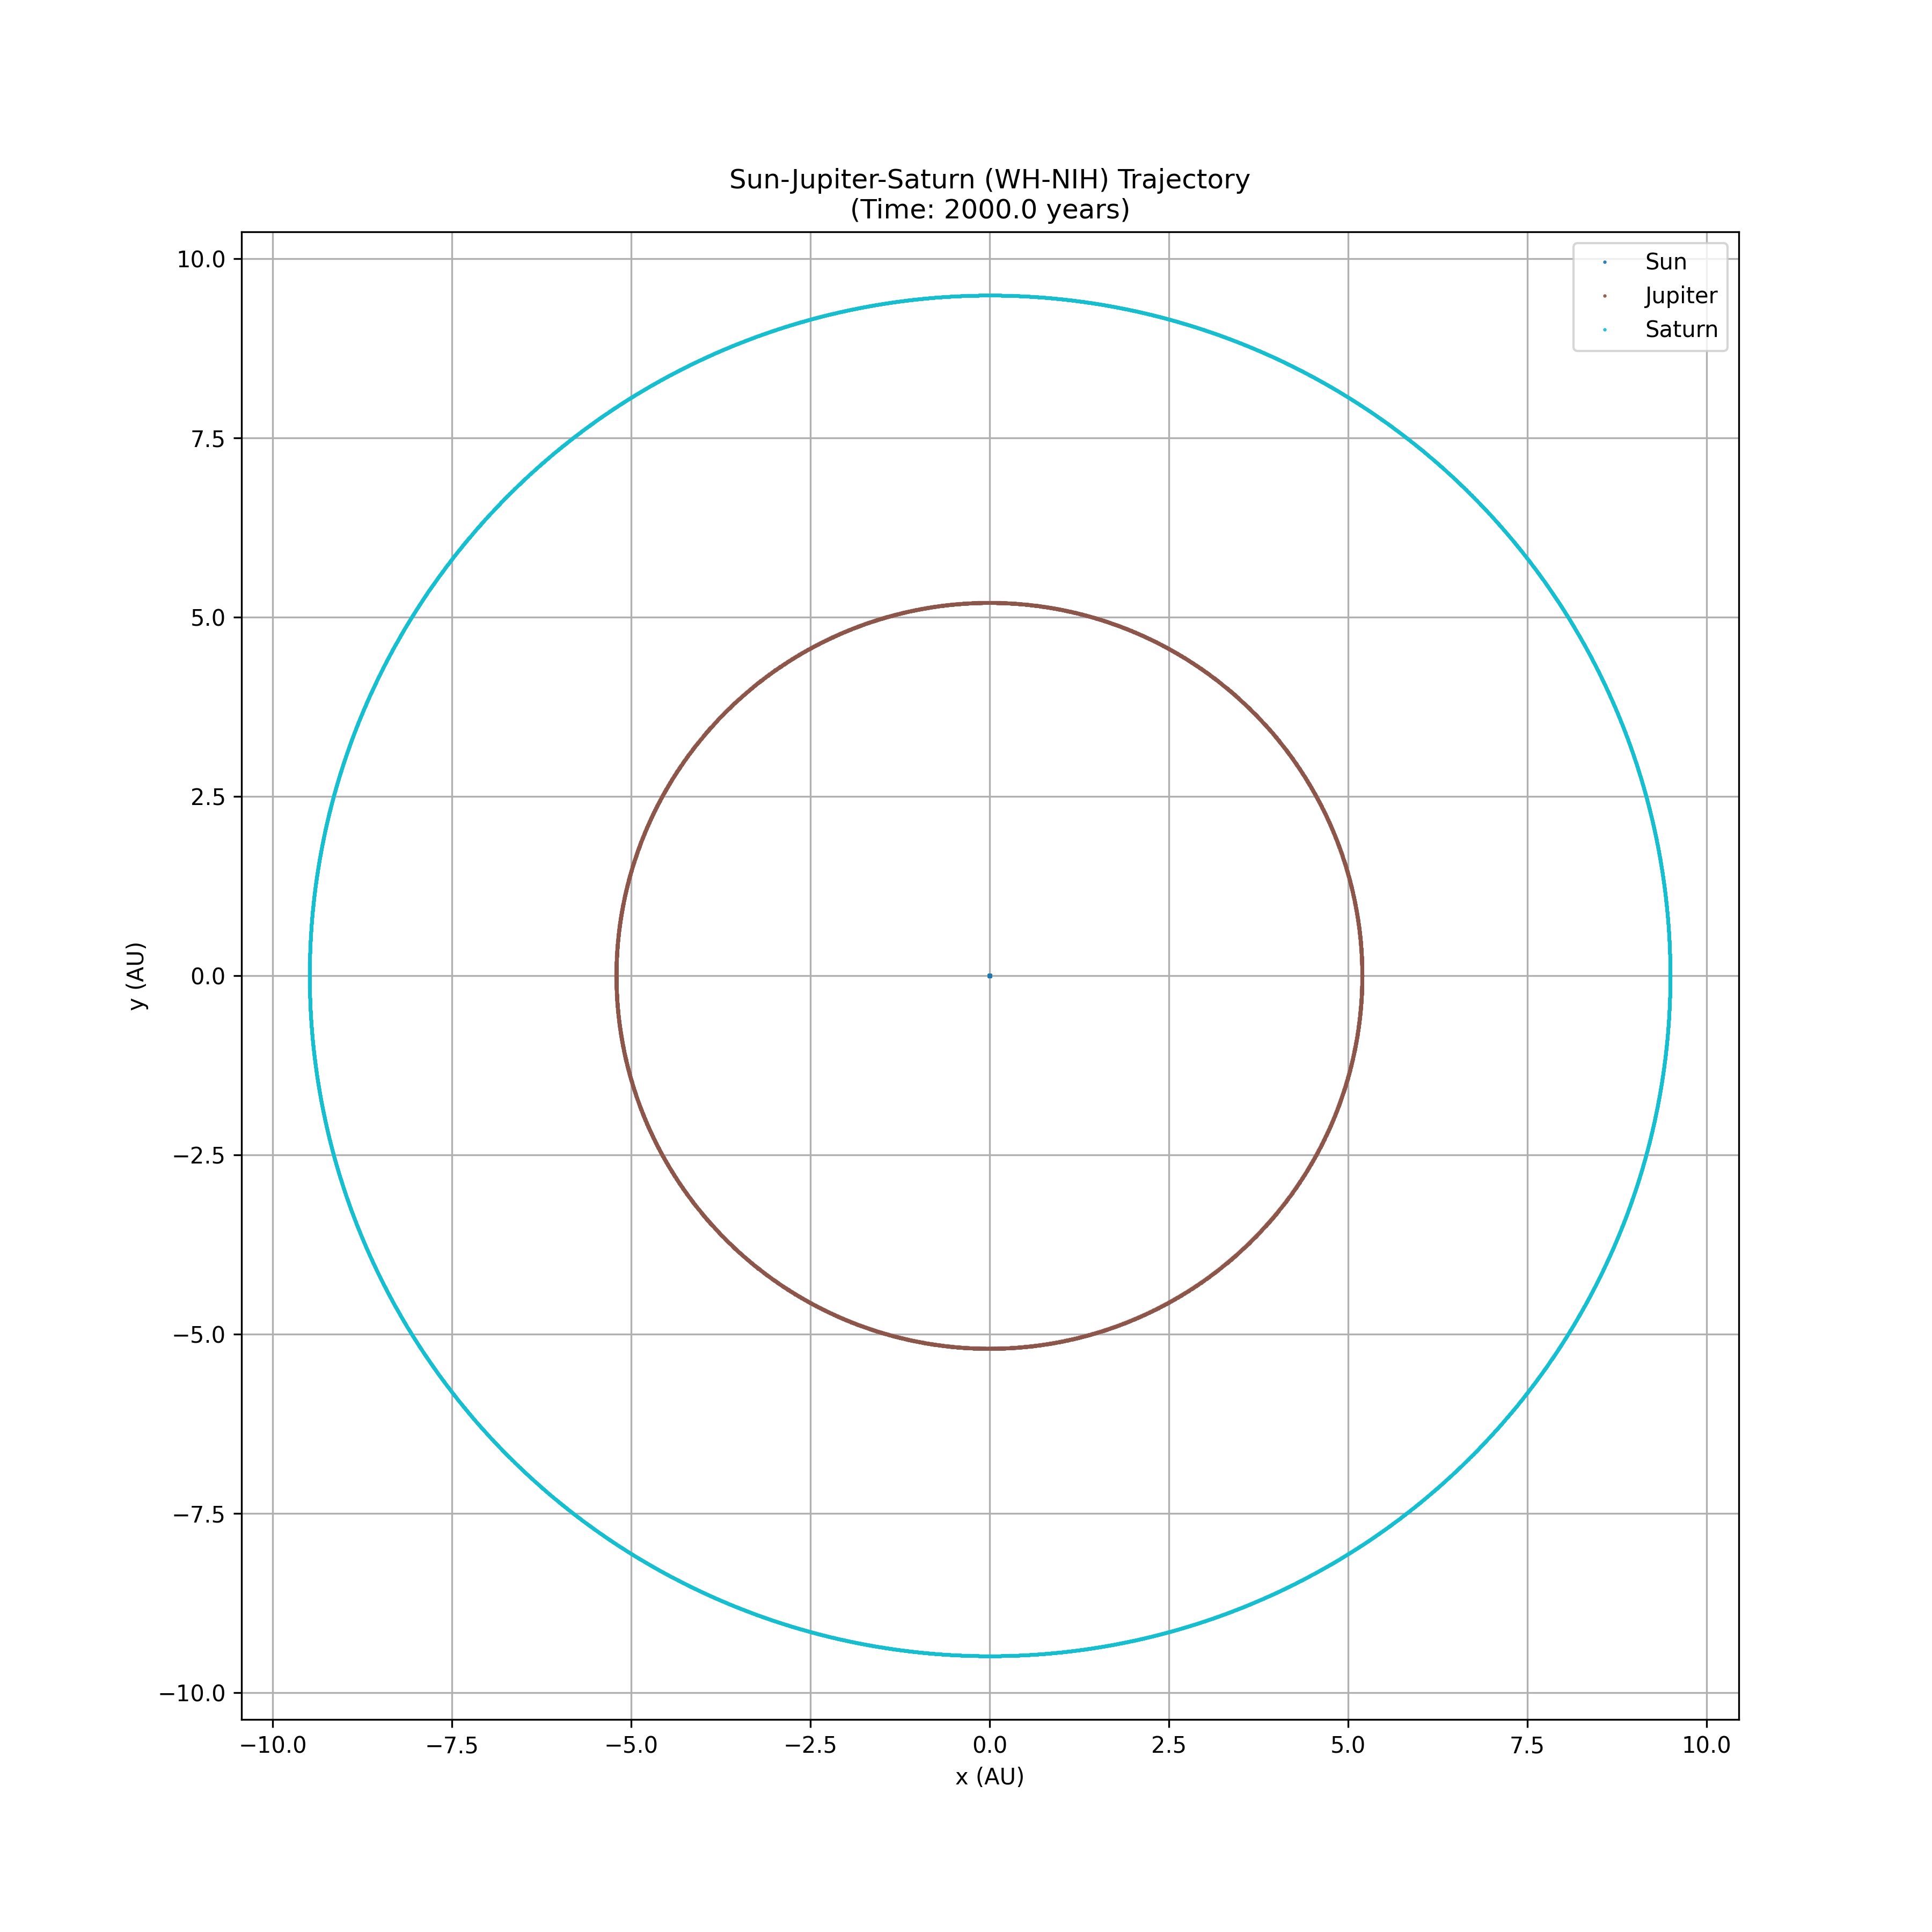 Sun-Jupiter-Saturn (WH-NIH) Trajectory
(Time: 2000.0 years)
Sun
Jupiter
Saturn
10.0
7.5
5.0
2.5
0.0
−2.5
−5.0
−7.5
−10.0
y (AU)
−10.0 −7.5 −5.0 −2.5 0.0 2.5 5.0 7.5 10.0
x (AU)